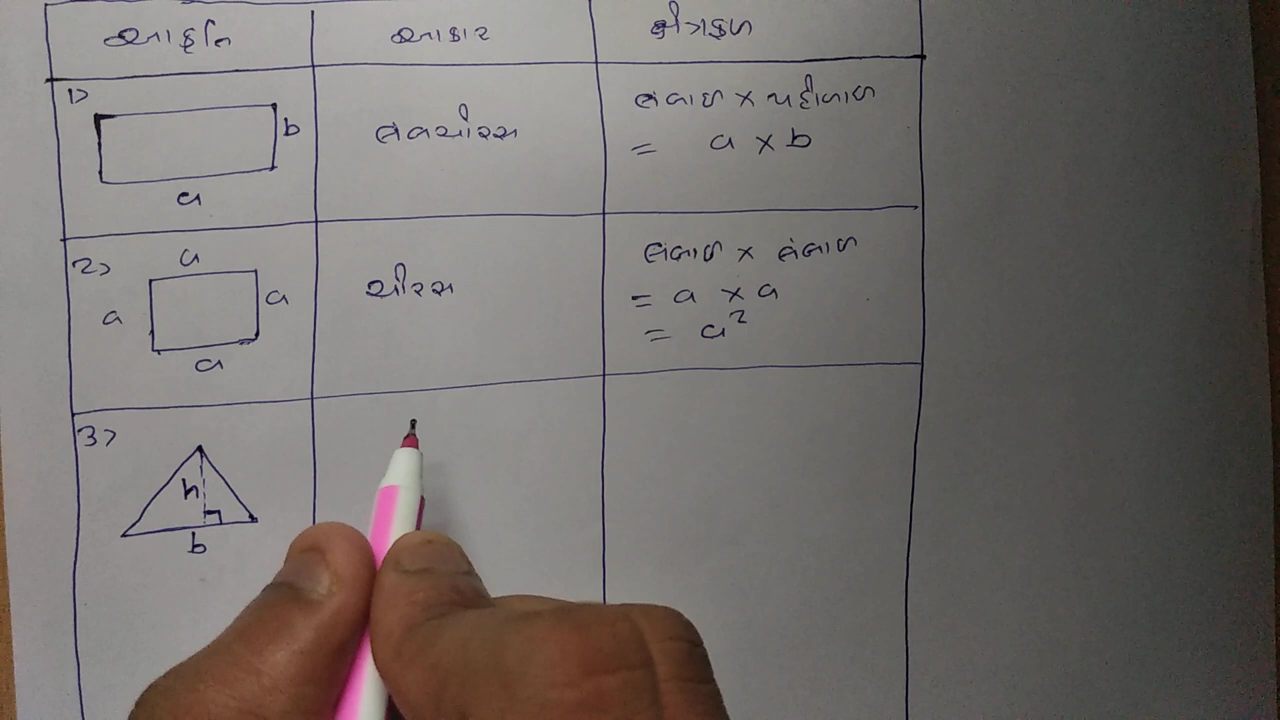 આકૃતિ આકાર ક્ષેત્રફળ
1>
b
a
લંબચોરસ
લંબાઈ × પહોળાઈ
= a × b
2>
a
a
a
a
ચોરસ
લંબાઈ × લંબાઈ
= a × a
= a²
3>
h
b